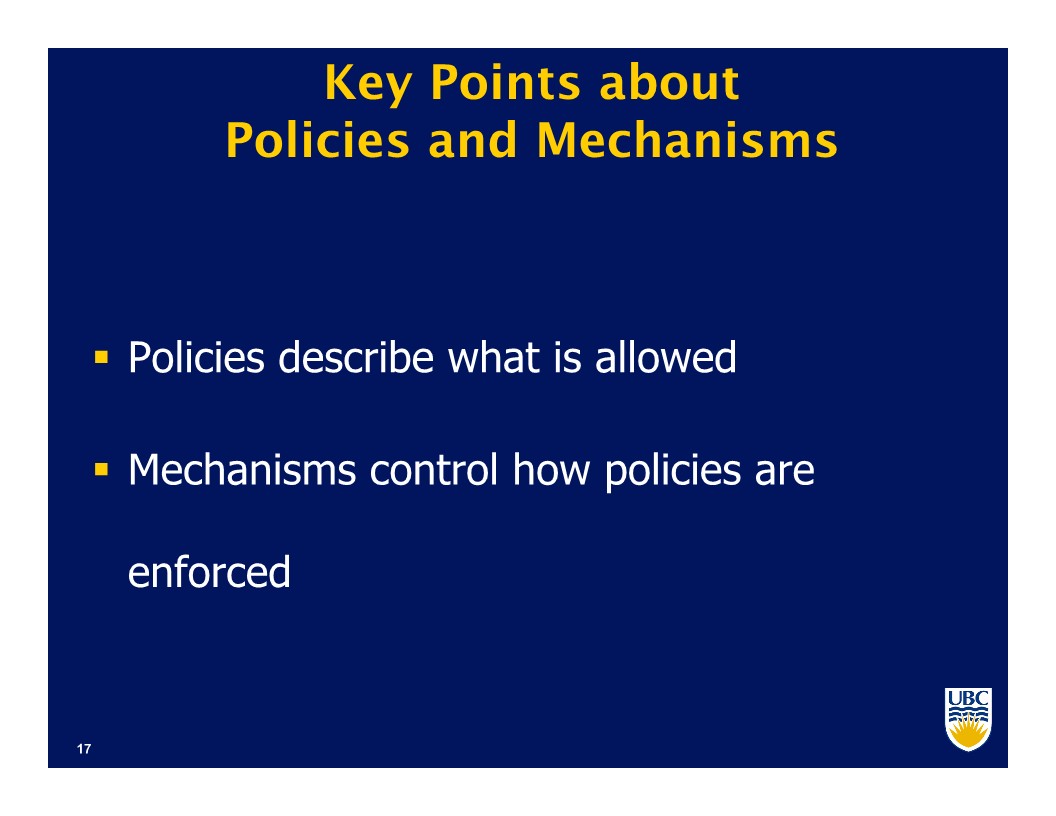 Key Points about
Policies and Mechanisms
▪ Policies describe what is allowed
▪ Mechanisms control how policies are
enforced
UBC
17